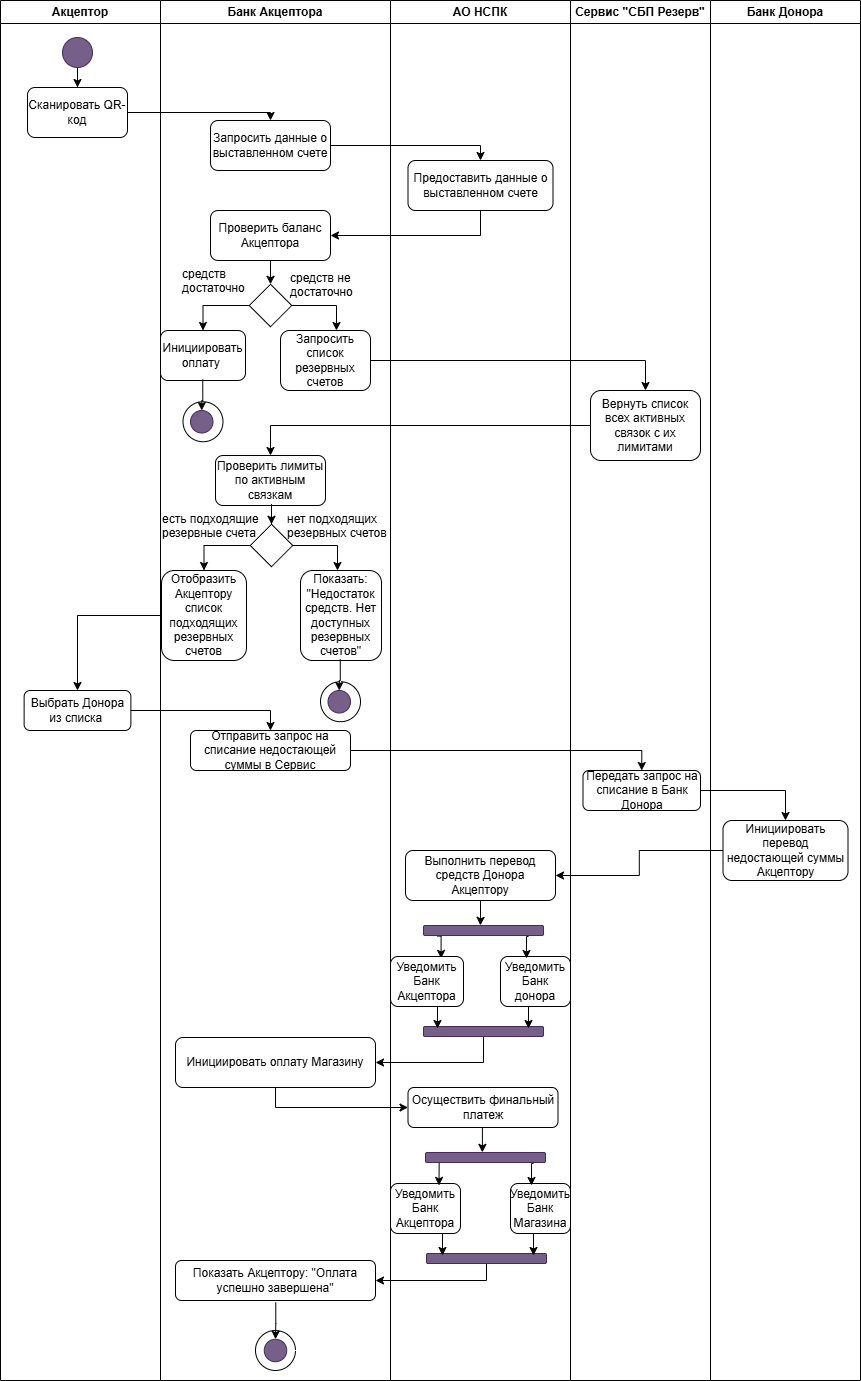 Акцептор
Банк Акцептора
АО НСПК
Сервис "СБП Резерв"
Банк Донора
Сканировать QR-
код
Запросить данные о
выставленном счете
Предоставить данные о
выставленном счете
Проверить баланс
Акцептора
средств
достаточно
средств не
достаточно
Инициировать
оплату
Запросить
список
резервных
счетов
Вернуть список
всех активных
связок с их
лимитами
Проверить лимиты
по активным
связкам
есть подходящие
резервные счета
нет подходящих
резервных счетов
Отобразить
Акцептору
список
подходящих
резервных
счетов
Показать:
"Недостаток
средств. Нет
доступных
резервных
счетов"
Выбрать Донора
из списка
Отправить запрос на
списание недостающей
суммы в Сервис
Передать запрос на
списание в Банк
Донора
Инициировать
перевод
недостающей суммы
Акцептору
Выполнить перевод
средств Донора
Акцептору
Уведомить
Банк
Акцептора
Уведомить
Банк
донора
Инициировать оплату Магазину
Осуществить финальный
платеж
Уведомить
Банк
Акцептора
Уведомить
Банк
Магазина
Показать Акцептору: "Оплата
успешно завершена"